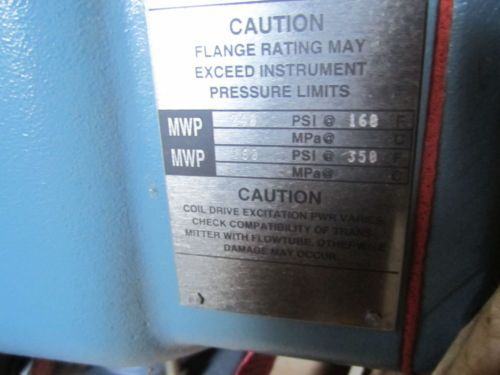 CAUTION
FLANGE RATING MAY
EXCEED INSTRUMENT
PRESSURE LIMITS
MWP PSI @ 160 F
MPa@ C
MWP PSI @ 350 F
MPa@ C
CAUTION
COIL DRIVE EXCITATION PWR VARIES
CHECK COMPATIBILITY OF TRANS-
MITTER WITH FLOWTUBE, OTHERWISE
DAMAGE MAY OCCUR.